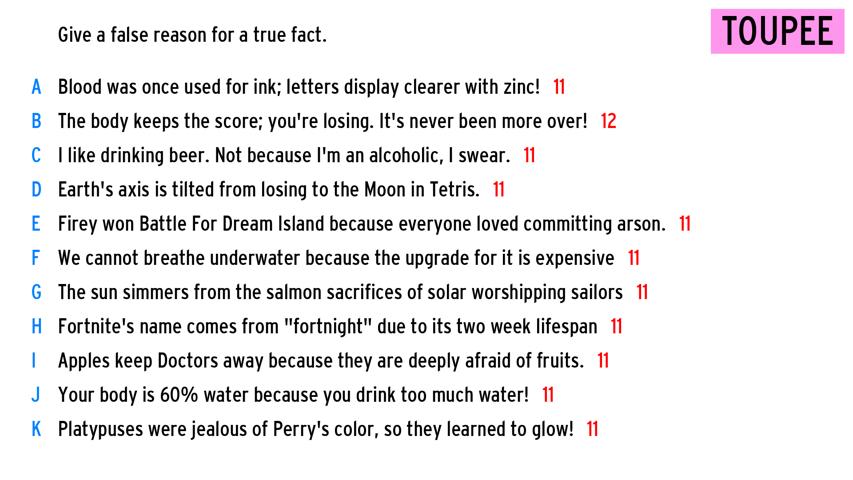 Give a false reason for a true fact.
TOUPEE
A Blood was once used for ink; letters display clearer with zinc! 11
B The body keeps the score; you're losing. It's never been more over! 12
C I like drinking beer. Not because I'm an alcoholic, I swear. 11
D Earth's axis is tilted from losing to the Moon in Tetris. 11
E Firey won Battle For Dream Island because everyone loved committing arson. 11
F We cannot breathe underwater because the upgrade for it is expensive 11
G The sun simmers from the salmon sacrifices of solar worshipping sailors 11
H Fortnite's name comes from "fortnight" due to its two week lifespan 11
I Apples keep Doctors away because they are deeply afraid of fruits. 11
J Your body is 60% water because you drink too much water! 11
K Platypuses were jealous of Perry's color, so they learned to glow! 11